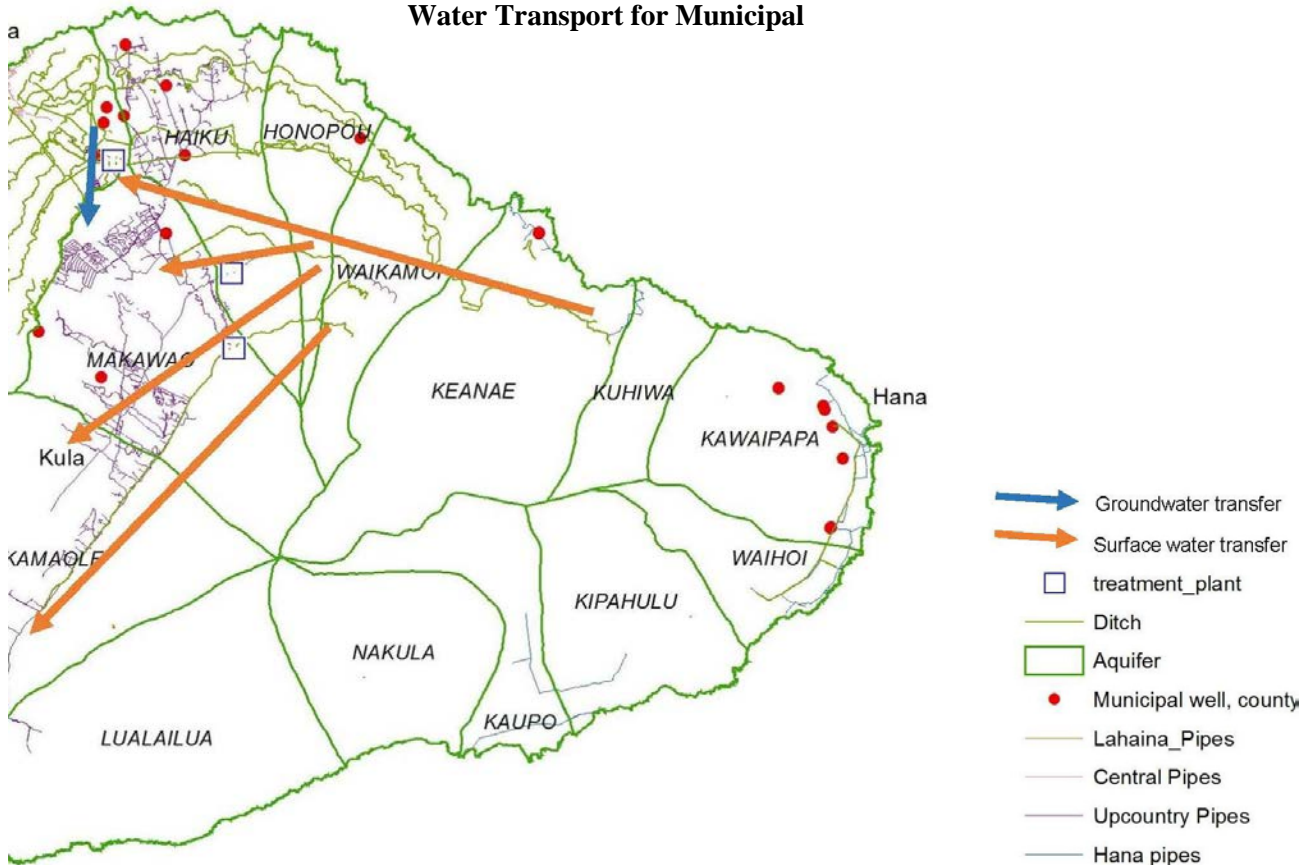 Water Transport for Municipal
a
HAIKU
HONOPOU
WAIKAMOI
MAKAWAO
KEANAE
KUHIWA
Hana
KAWAIPAPA
Kula
KAMAOLE
WAIHOI
KIPAHULU
NAKULA
KAUPO
LUALAILUA
Groundwater transfer
Surface water transfer
treatment_plant
Ditch
Aquifer
Municipal well, county
Lahaina_Pipes
Central Pipes
Upcountry Pipes
Hana pipes